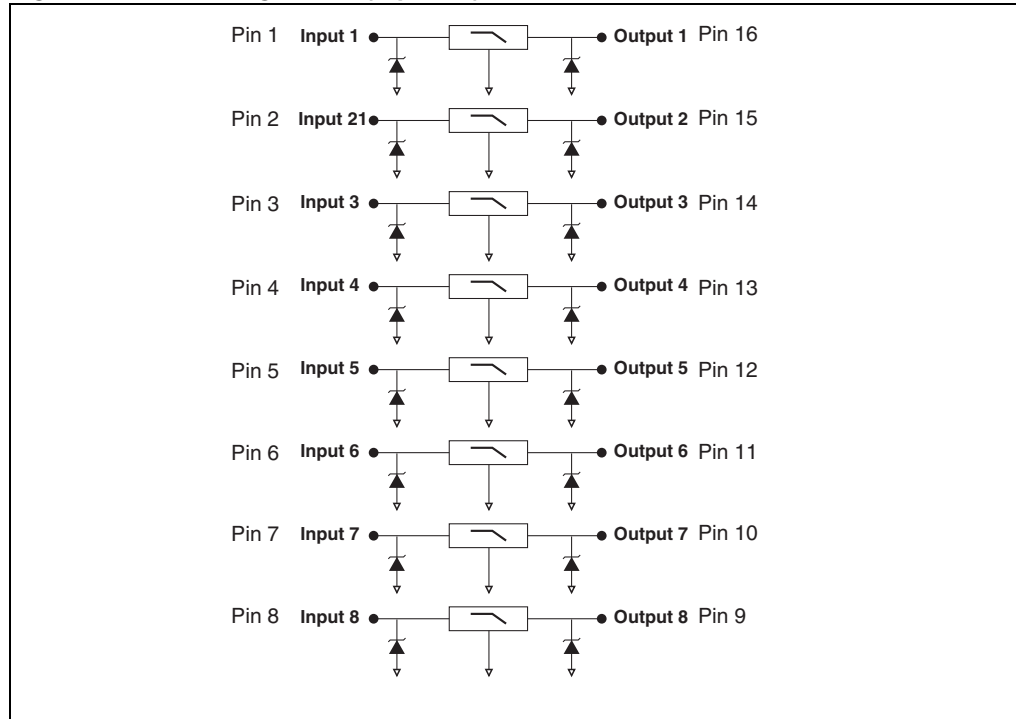 Pin 1 Input 1 Output 1 Pin 16
Pin 2 Input 21 Output 2 Pin 15
Pin 3 Input 3 Output 3 Pin 14
Pin 4 Input 4 Output 4 Pin 13
Pin 5 Input 5 Output 5 Pin 12
Pin 6 Input 6 Output 6 Pin 11
Pin 7 Input 7 Output 7 Pin 10
Pin 8 Input 8 Output 8 Pin 9